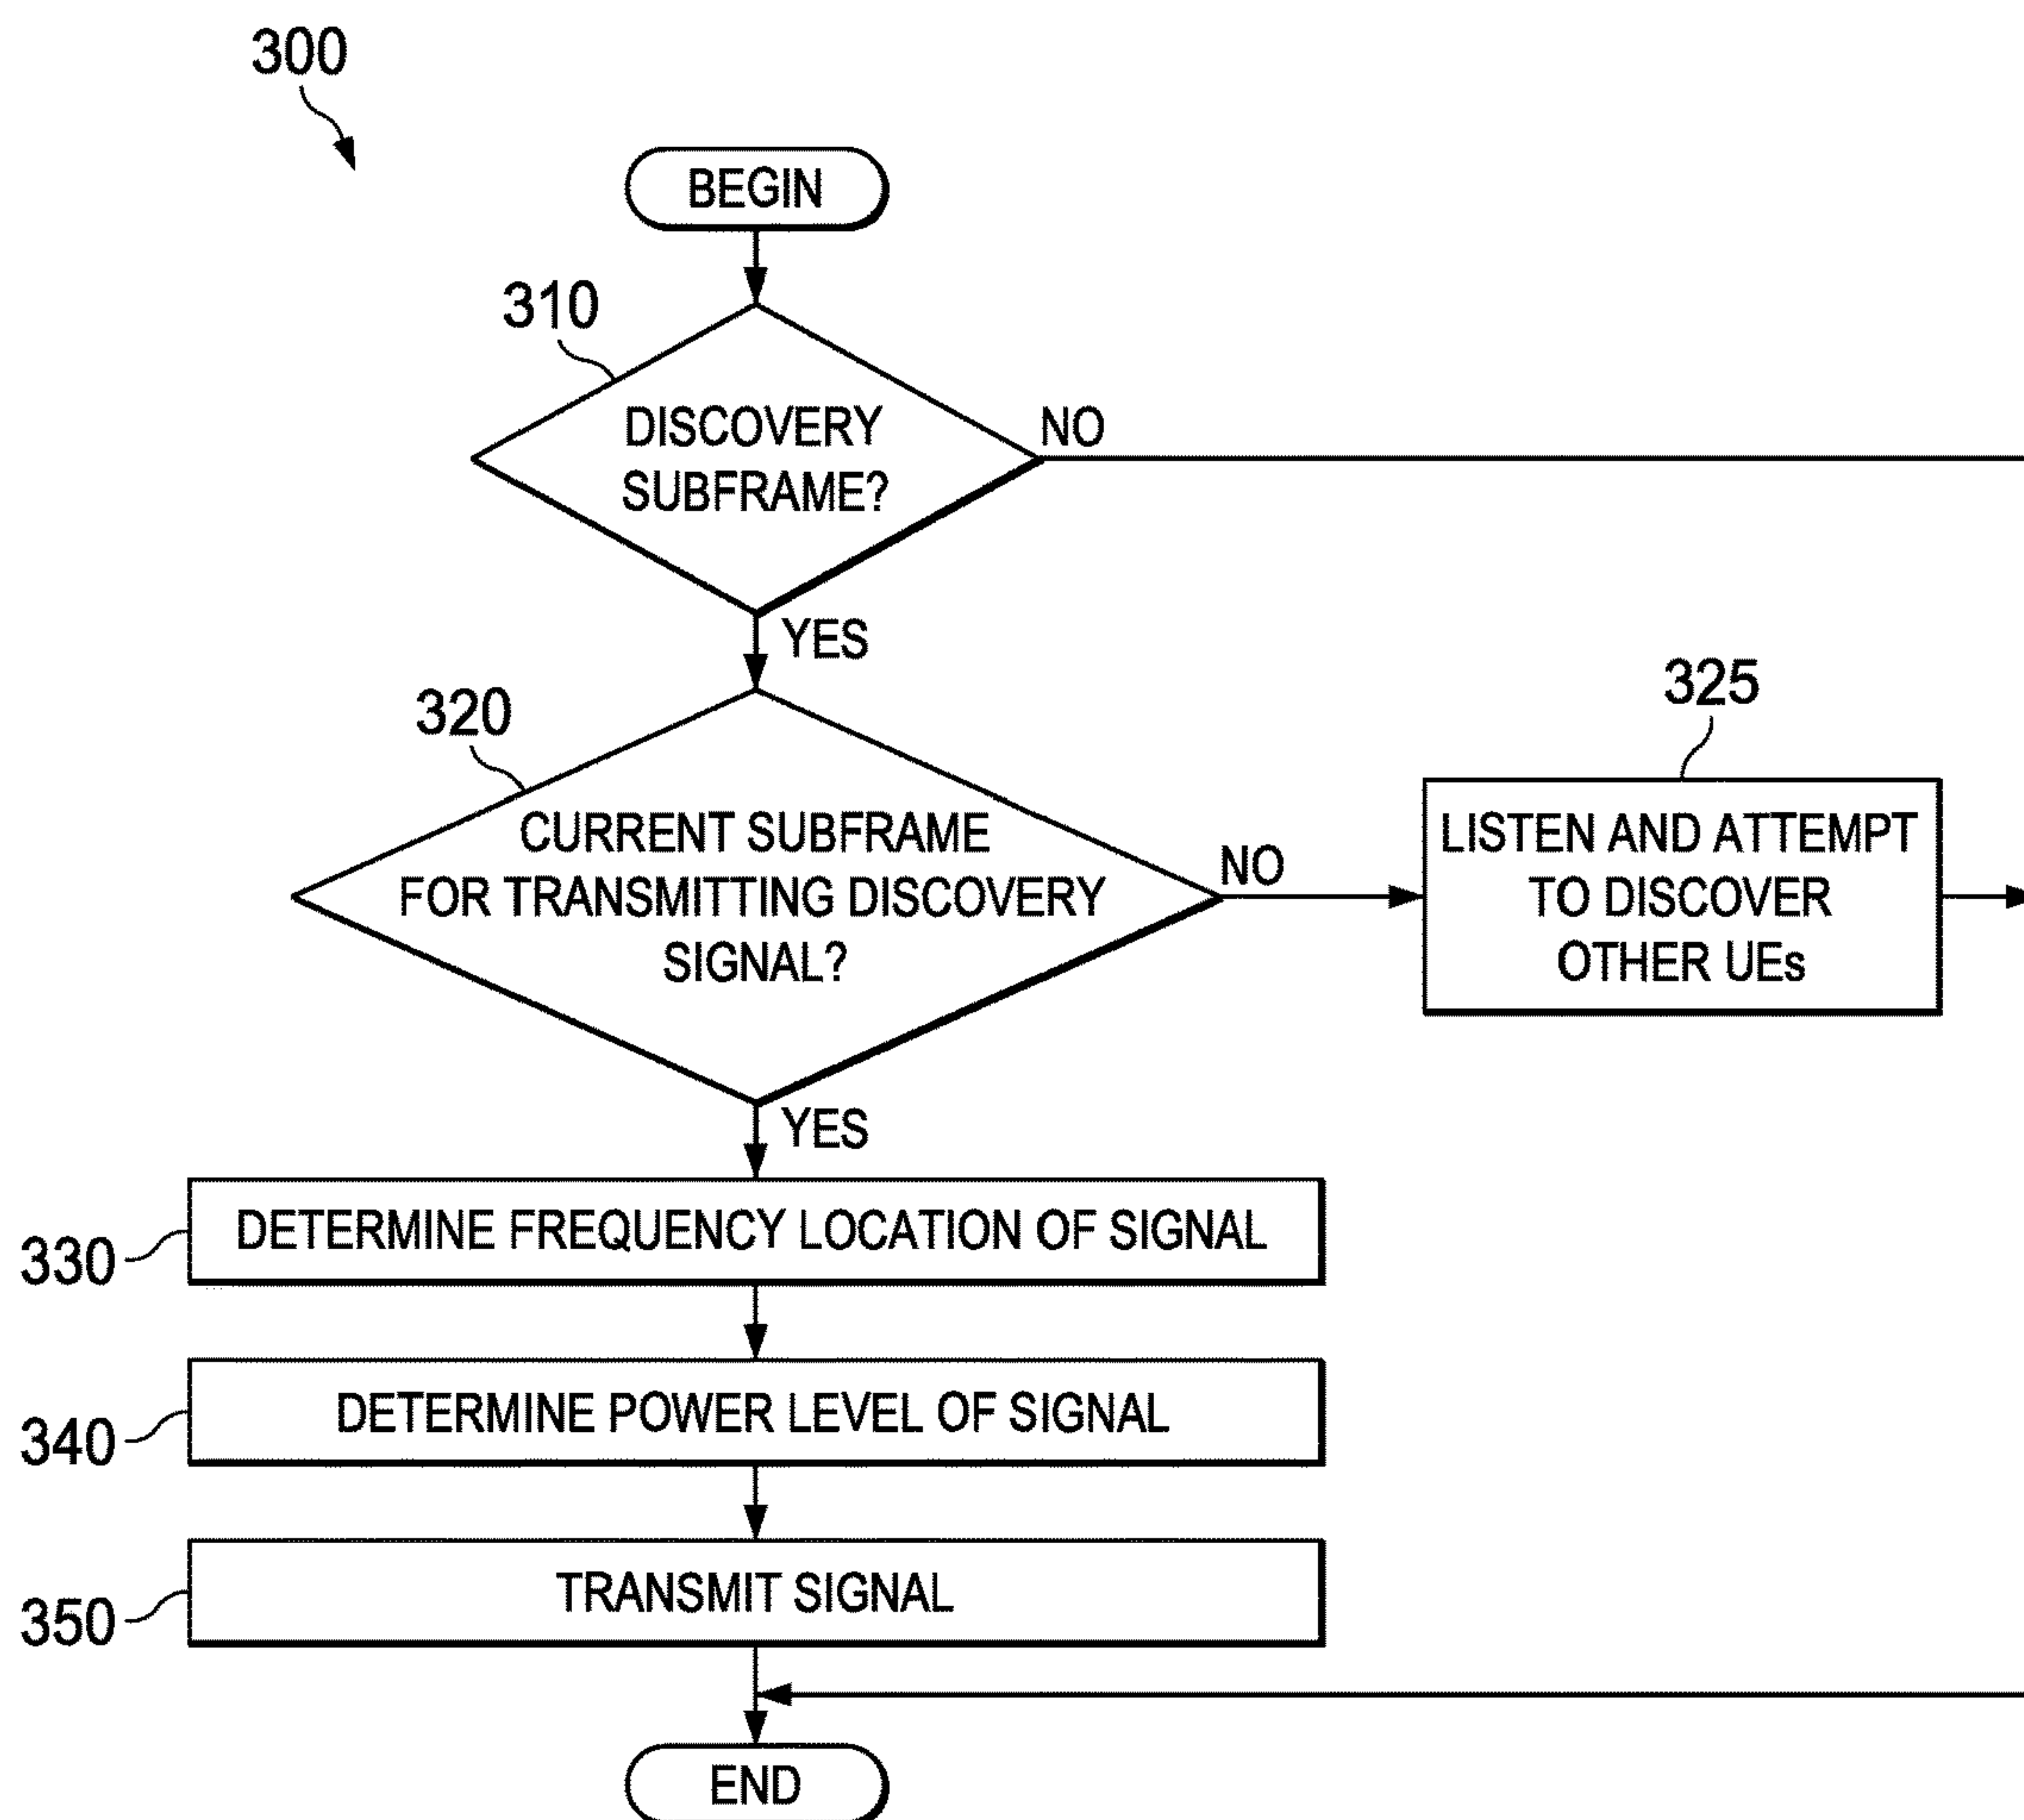 300
BEGIN
310
DISCOVERY
SUBFRAME?
NO
YES
320
CURRENT SUBFRAME
FOR TRANSMITTING DISCOVERY
SIGNAL?
NO
325
LISTEN AND ATTEMPT
TO DISCOVER
OTHER UEs
YES
330
DETERMINE FREQUENCY LOCATION OF SIGNAL
340
DETERMINE POWER LEVEL OF SIGNAL
350
TRANSMIT SIGNAL
END